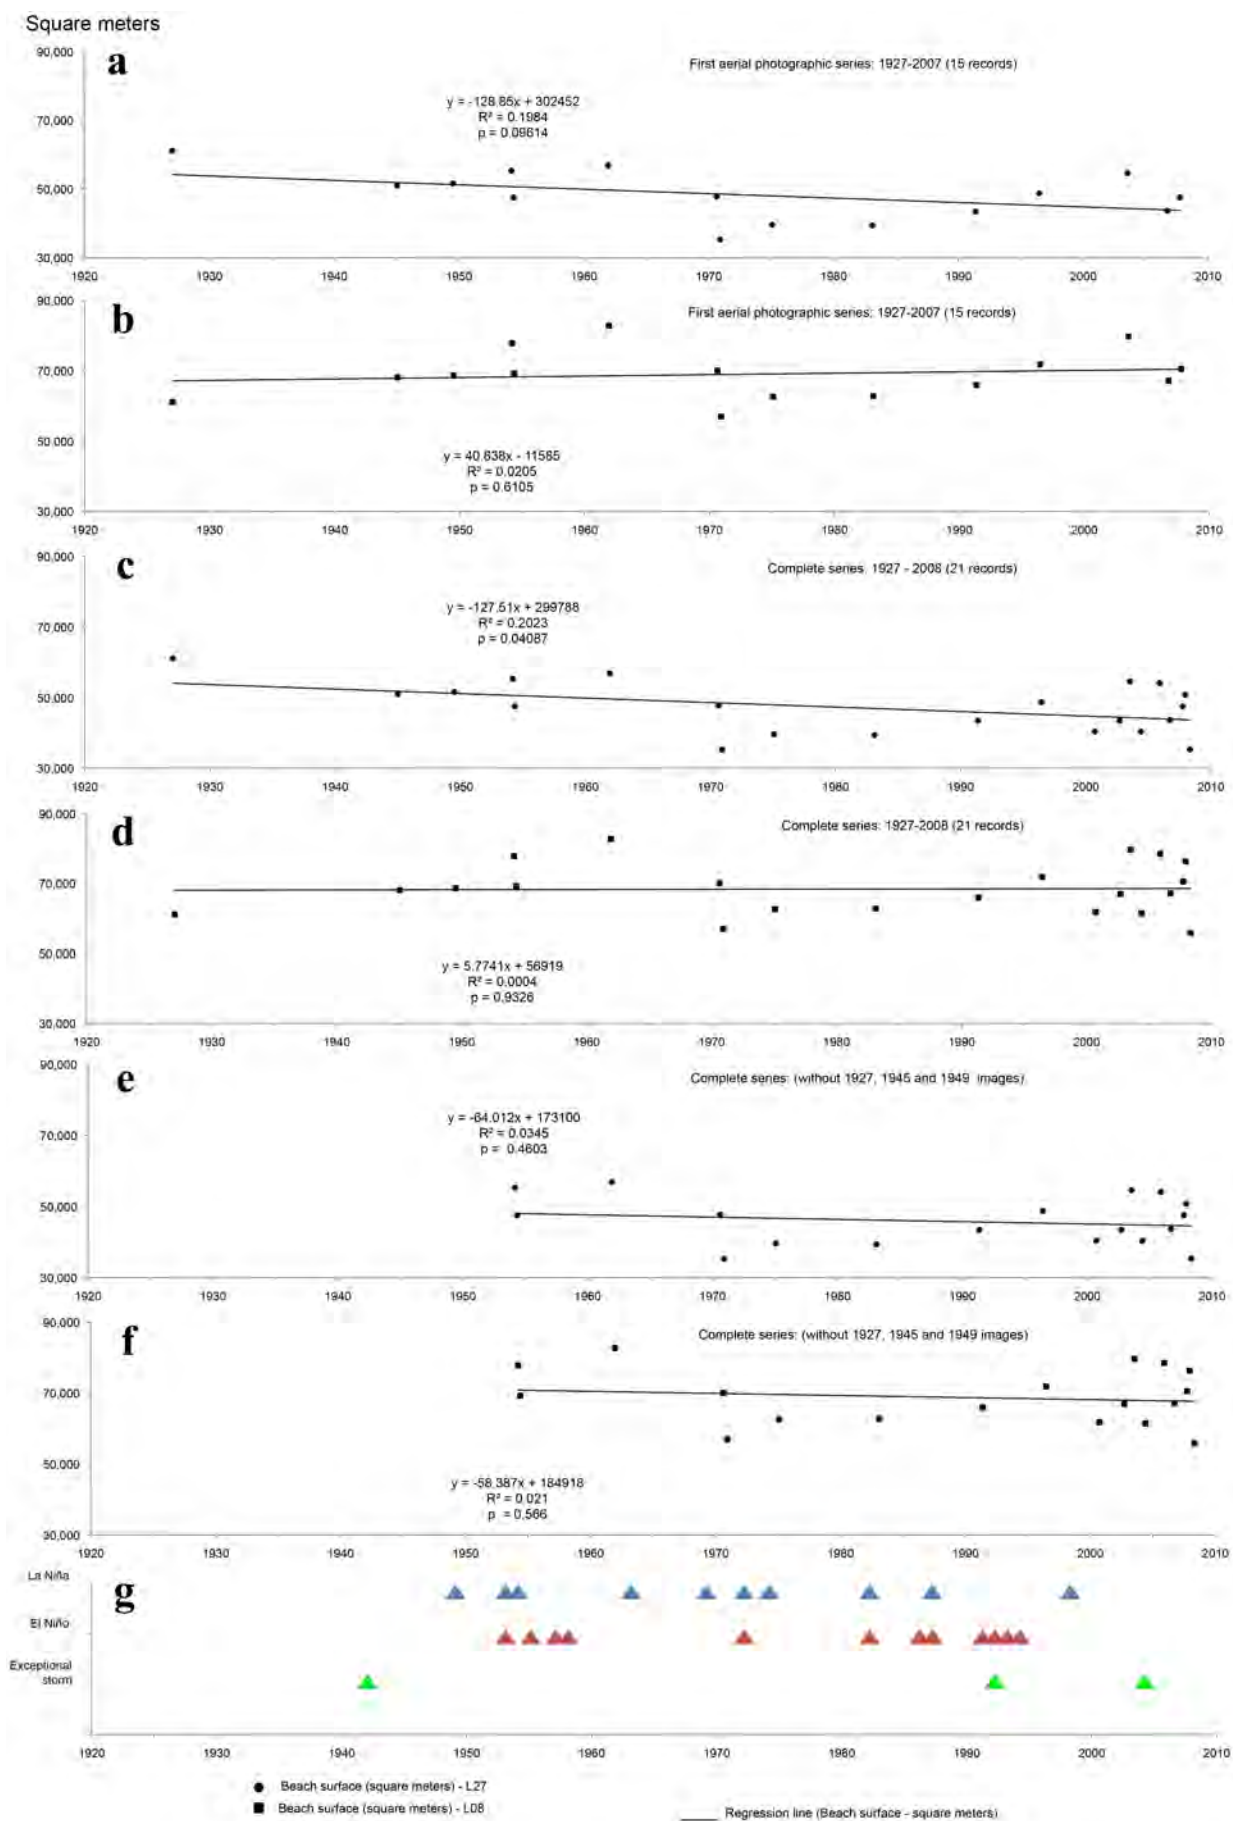 Square meters
90,000
a
First aerial photographic series: 1927-2007 (15 records)
y = -128.85x + 302452
R² = 0.1984
p = 0.09614
70,000
50,000
30,000
1920 1930 1940 1950 1960 1970 1980 1990 2000 2010
90,000
b
First aerial photographic series: 1927-2007 (15 records)
70,000
50,000
y = 40.638x - 11585
R² = 0.0205
p = 0.6105
30,000
1920 1930 1940 1950 1960 1970 1980 1990 2000 2010
90,000
c
Complete series: 1927 - 2008 (21 records)
y = -127.51x + 299788
R² = 0.2023
p = 0.04087
70,000
50,000
30,000
1920 1930 1940 1950 1960 1970 1980 1990 2000 2010
90,000
d
Complete series: 1927-2008 (21 records)
70,000
50,000
y = 5.7741x + 56919
R² = 0.0004
p = 0.9326
30,000
1920 1930 1940 1950 1960 1970 1980 1990 2000 2010
90,000
e
Complete series: (without 1927, 1945 and 1949 images)
y = -64.012x + 173100
R² = 0.0345
p = 0.4603
70,000
50,000
30,000
1920 1930 1940 1950 1960 1970 1980 1990 2000 2010
90,000
f
Complete series: (without 1927, 1945 and 1949 images)
70,000
50,000
y = -58.387x + 184918
R² = 0.021
p = 0.566
30,000
1920 1930 1940 1950 1960 1970 1980 1990 2000 2010
La Niña
g
El Niño
Exceptional
storm
1920 1930 1940 1950 1960 1970 1980 1990 2000 2010
Beach surface (square meters) - L27
Beach surface (square meters) - L08
Regression line (Beach surface - square meters)